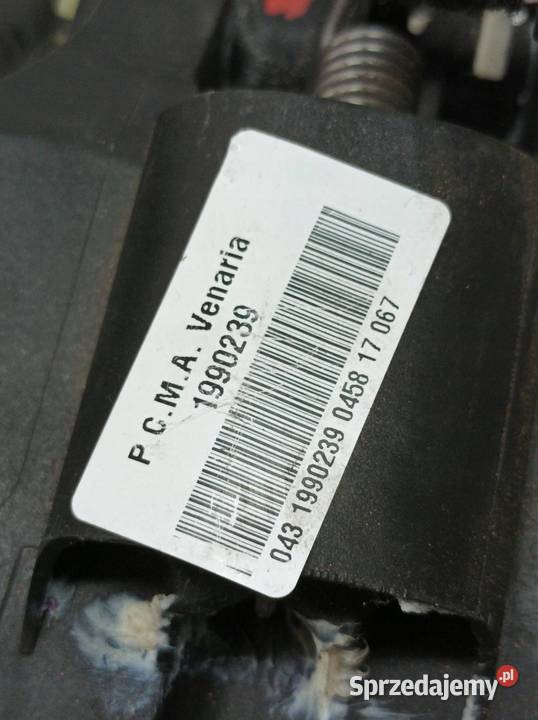 P.C.M.A. Venaria
1990239
043 1990239 0458 17 067
Sprzedajemy.pl